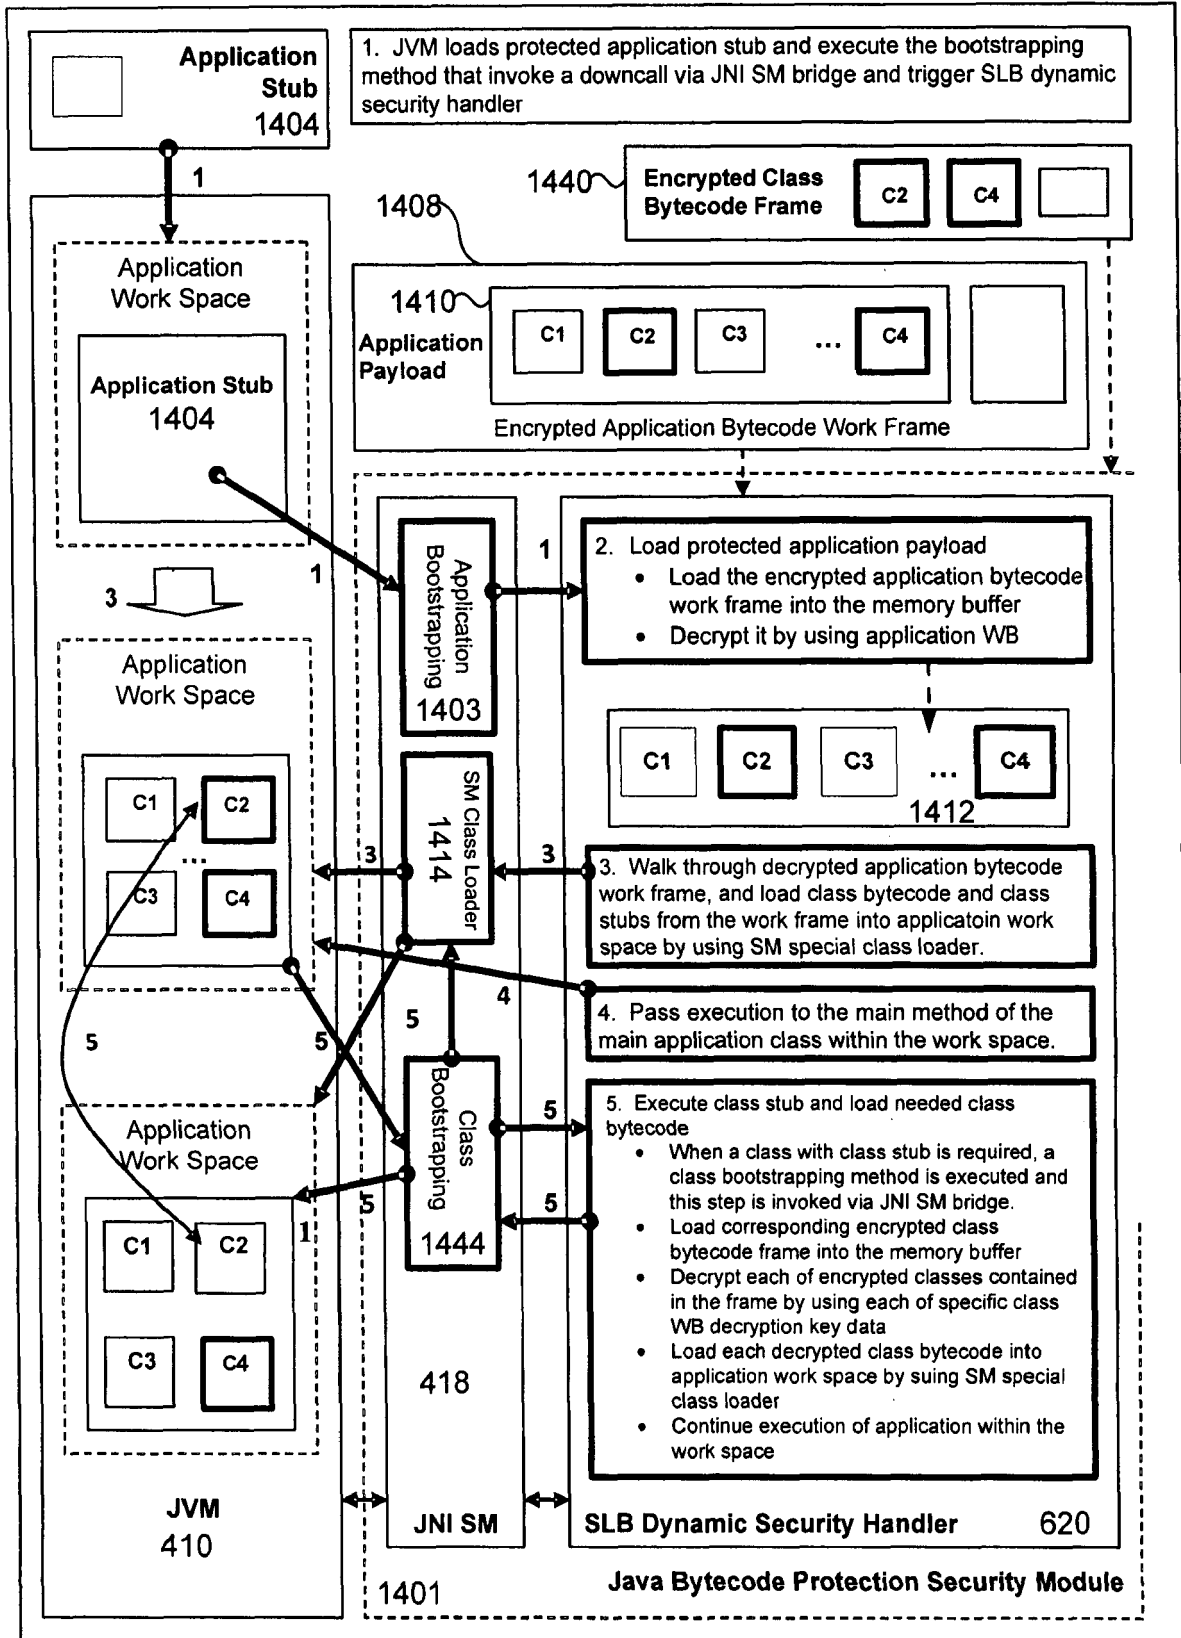 Application
Stub
1404
1. JVM loads protected application stub and execute the bootstrapping
method that invoke a downcall via JNI SM bridge and trigger SLB dynamic
security handler
1
1440
Encrypted Class
Bytecode Frame
C2
C4
1408
Application
Work Space
1410
Application
Payload
C1
C2
C3
...
C4
Encrypted Application Bytecode Work Frame
Application Stub
1404
1
3
Application
Bootstrapping
1403
1
2. Load protected application payload
• Load the encrypted application bytecode
work frame into the memory buffer
• Decrypt it by using application WB
Application
Work Space
C1
C2
...
C3
C4
SM Class Loader
1414
C1
C2
C3
...
C4
1412
3
3
3. Walk through decrypted application bytecode
work frame, and load class bytecode and class
stubs from the work frame into applicatoin work
space by using SM special class loader.
4
4. Pass execution to the main method of the
main application class within the work space.
5
5
5
Class
Bootstrapping
1444
5
5
5
5. Execute class stub and load needed class
bytecode
• When a class with class stub is required, a
class bootstrapping method is executed and
this step is invoked via JNI SM bridge.
• Load corresponding encrypted class
bytecode frame into the memory buffer
• Decrypt each of encrypted classes contained
in the frame by using each of specific class
WB decryption key data
• Load each decrypted class bytecode into
application work space by suing SM special
class loader
• Continue execution of application within the
work space
Application
Work Space
1
C1
C2
C3
C4
418
JVM
410
JNI SM
SLB Dynamic Security Handler
620
1401
Java Bytecode Protection Security Module